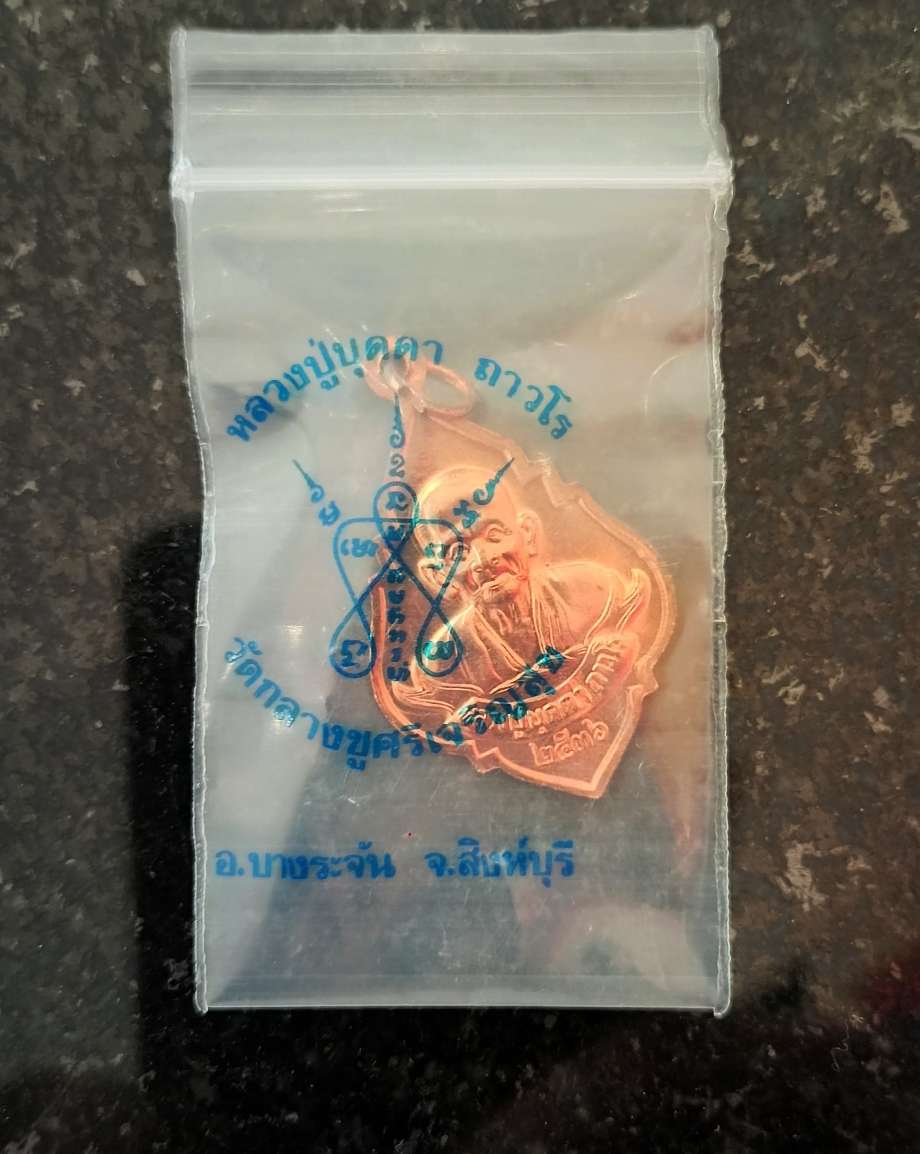 หลวงปู่บุดดา ถาวโร
วัดกลางชูศรีเจริญสุข
๒๕๓๖
อ.บางระจัน จ.สิงห์บุรี